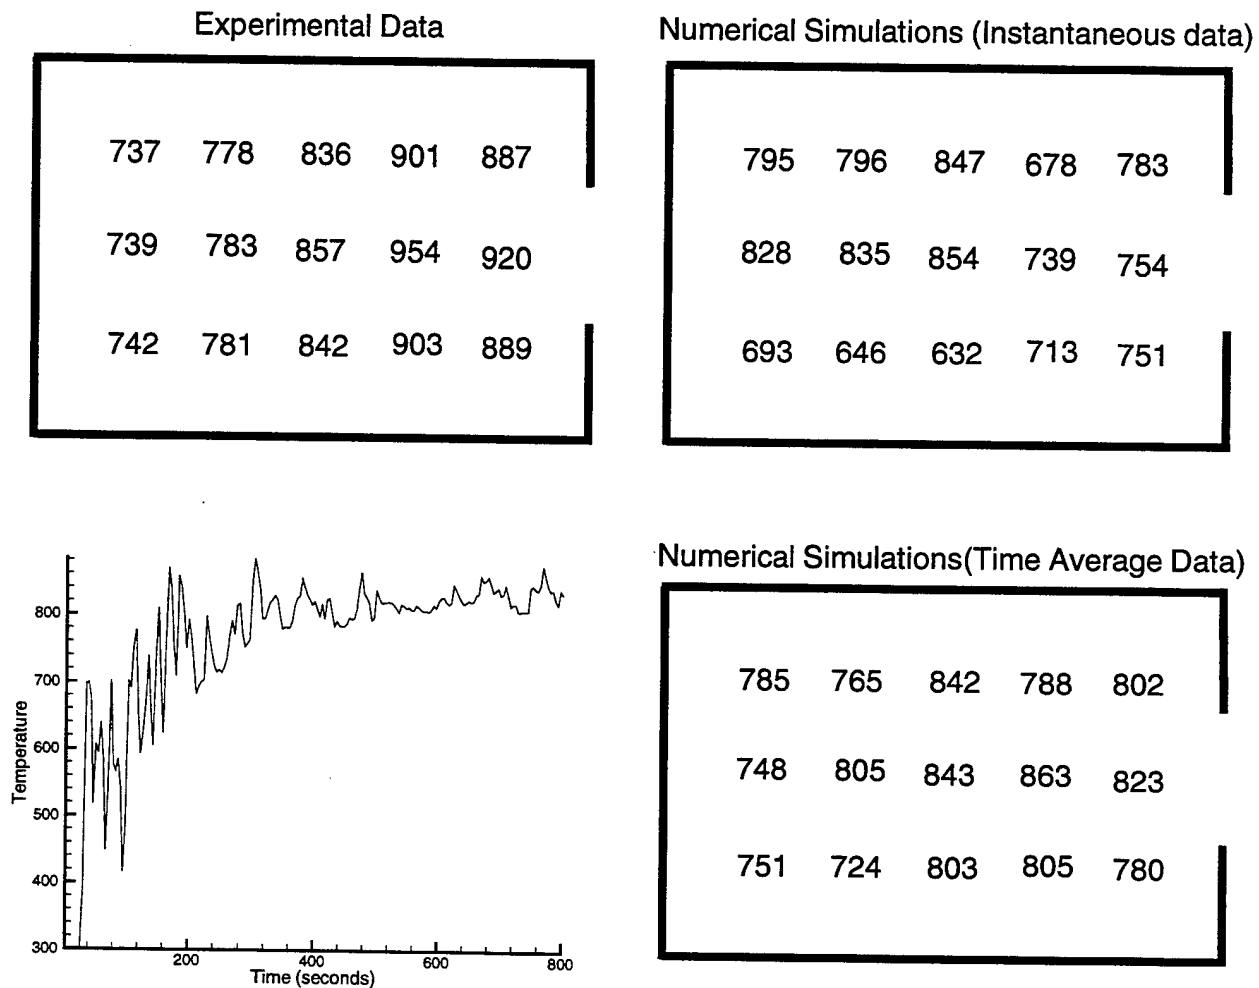 Experimental Data
737 778 836 901 887
739 783 857 954 920
742 781 842 903 889
Numerical Simulations (Instantaneous data)
795 796 847 678 783
828 835 854 739 754
693 646 632 713 751
800
700
600
500
400
300
Temperature
200 400 600 800
Time (seconds)
Numerical Simulations(Time Average Data)
785 765 842 788 802
748 805 843 863 823
751 724 803 805 780